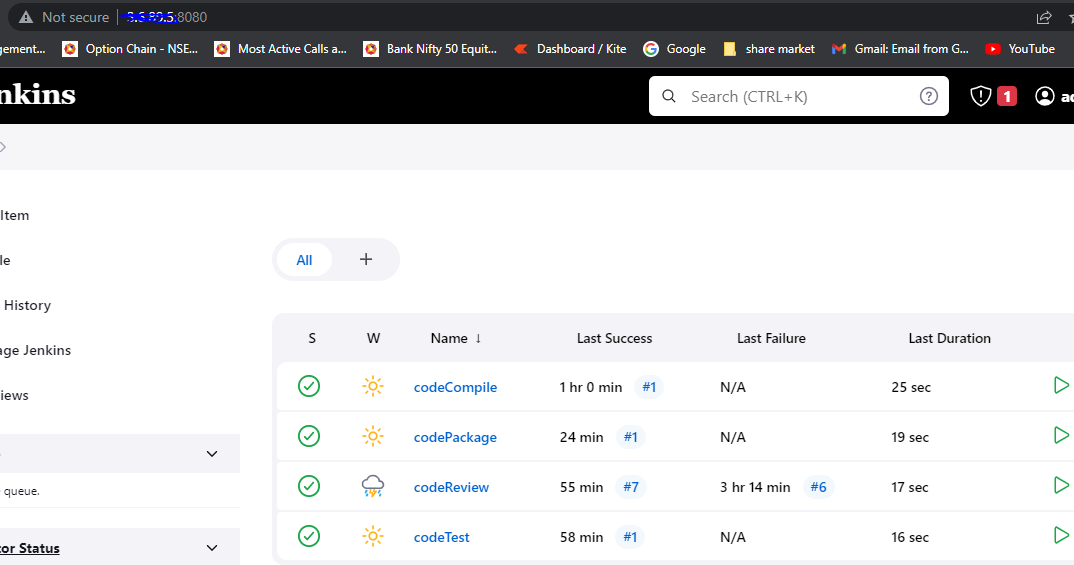 Not secure :8080
gement... Option Chain - NSE... Most Active Calls a... Bank Nifty 50 Equit... Dashboard / Kite Google share market Gmail: Email from G... YouTube
nkins Search (CTRL+K) 1 ad
Item
le
History
age Jenkins
iews
queue.
tor Status
All +
S W Name ↓ Last Success Last Failure Last Duration
codeCompile 1 hr 0 min #1 N/A 25 sec
codePackage 24 min #1 N/A 19 sec
codeReview 55 min #7 3 hr 14 min #6 17 sec
codeTest 58 min #1 N/A 16 sec